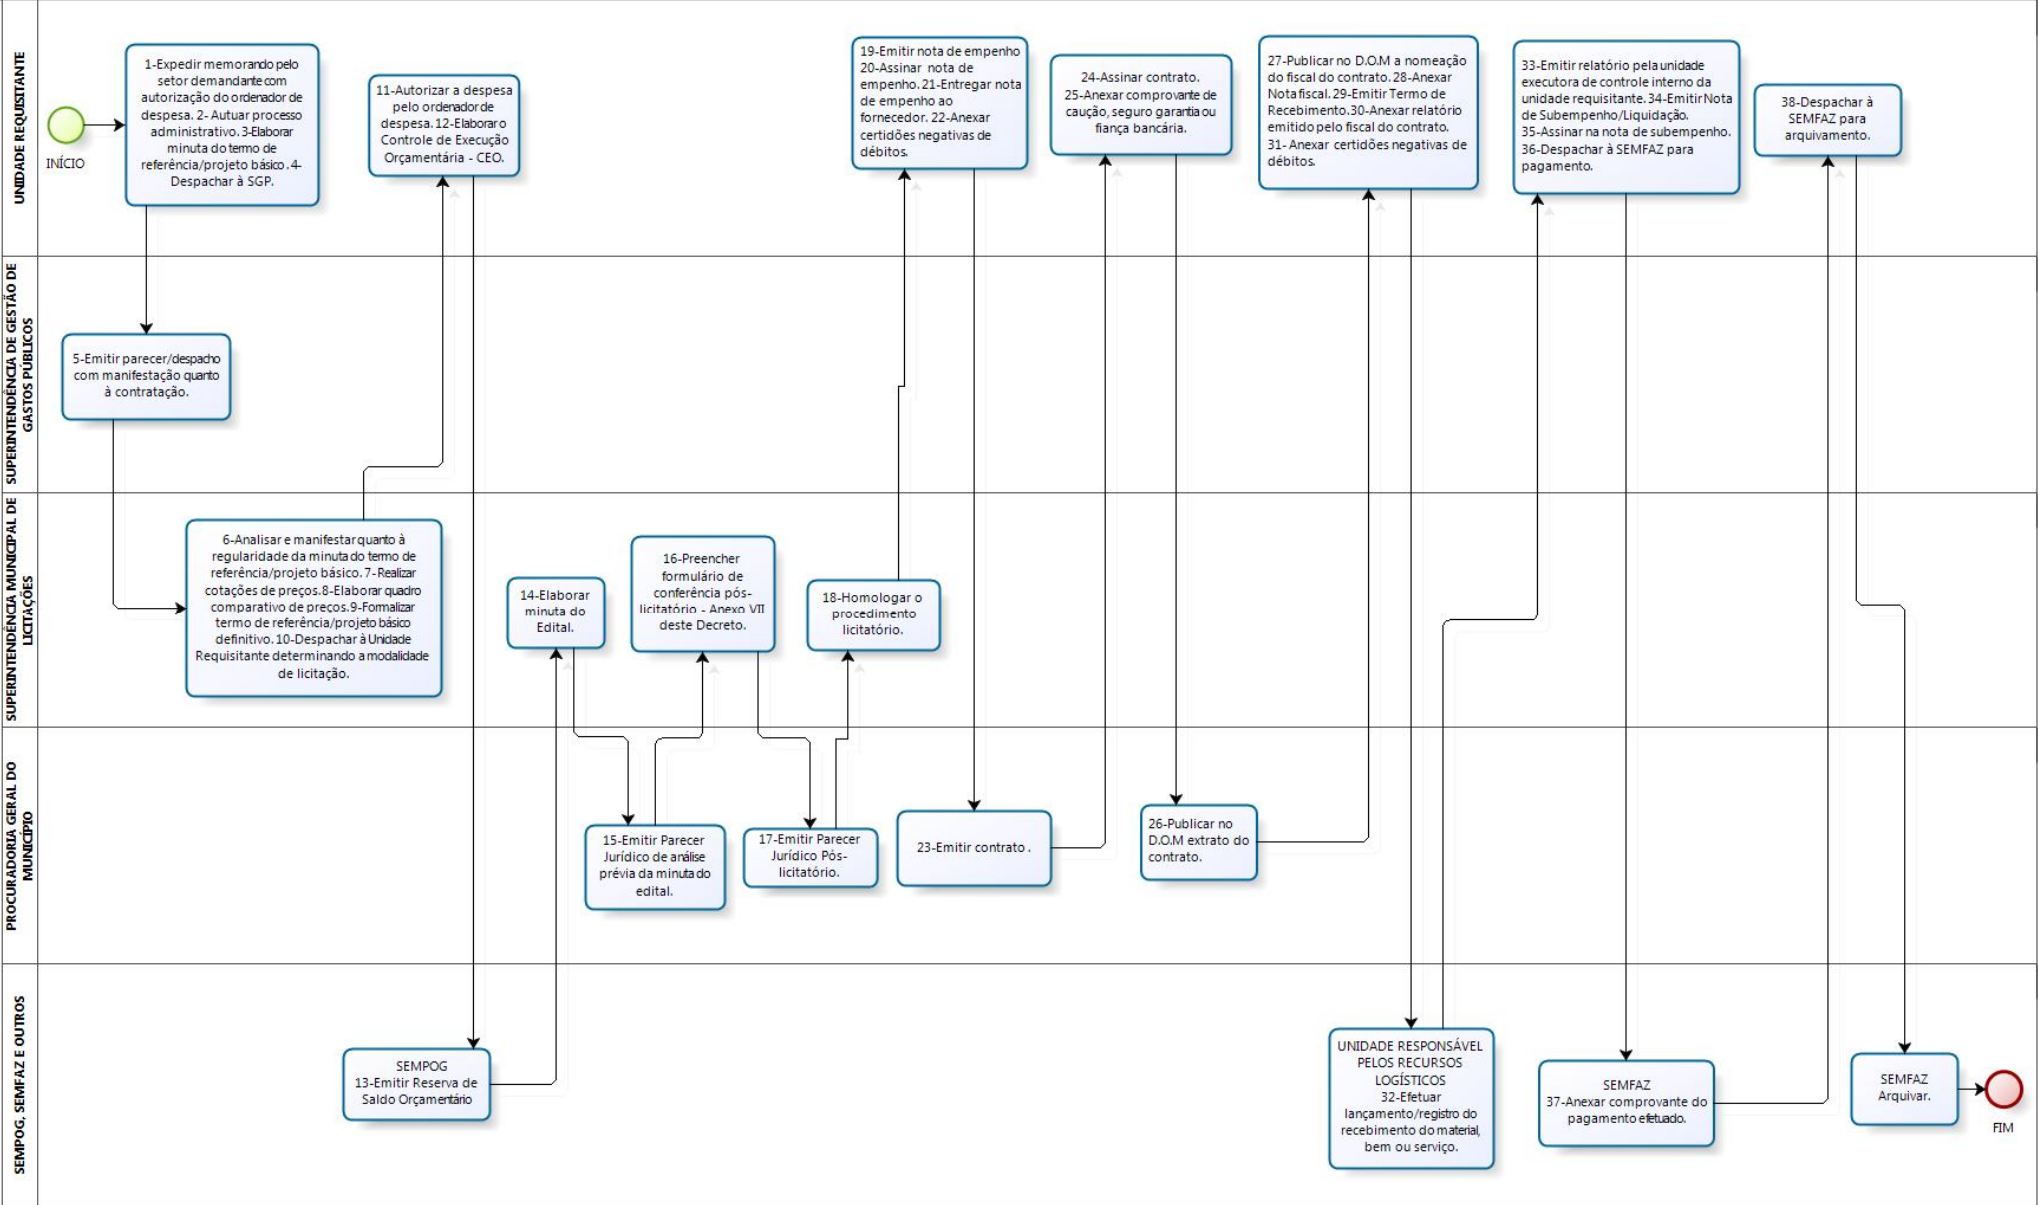 UNIDADE REQUISITANTE
INÍCIO
1-Expedir memorando pelo
setor demandante com
autorização do ordenador de
despesa. 2- Autuar processo
administrativo. 3-Elaborar
minuta do termo de
referência/projeto básico. 4-
Despachar à SGP.
11-Autorizar a despesa
pelo ordenador de
despesa. 12-Elaborar o
Controle de Execução
Orçamentária - CEO.
19-Emitir nota de empenho
20-Assinar nota de
empenho. 21-Entregar nota
de empenho ao
fornecedor. 22-Anexar
certidões negativas de
débitos.
24-Assinar contrato.
25-Anexar comprovante de
caução, seguro garantia ou
fiança bancária.
27-Publicar no D.O.M a nomeação
do fiscal do contrato. 28-Anexar
Nota fiscal. 29-Emitir Termo de
Recebimento.30-Anexar relatório
emitido pelo fiscal do contrato.
31- Anexar certidões negativas de
débitos.
33-Emitir relatório pela unidade
executora de controle interno da
unidade requisitante. 34-Emitir Nota
de Subempenho/Liquidação.
35-Assinar na nota de subempenho.
36-Despachar à SEMFAZ para
pagamento.
38-Despachar à
SEMFAZ para
arquivamento.
SUPERINTENDÊNCIA DE GESTÃO DE
GASTOS PÚBLICOS
5-Emitir parecer/despacho
com manifestação quanto
à contratação.
SUPERINTENDÊNCIA MUNICIPAL DE
LICITAÇÕES
6-Analisar e manifestar quanto à
regularidade da minuta do termo de
referência/projeto básico. 7-Realizar
cotações de preços.8-Elaborar quadro
comparativo de preços.9-Formalizar
termo de referência/projeto básico
definitivo. 10-Despachar à Unidade
Requisitante determinando a modalidade
de licitação.
14-Elaborar
minuta do
Edital.
16-Preencher
formulário de
conferência pós-
licitatório - Anexo VII
deste Decreto.
18-Homologar o
procedimento
licitatório.
PROCURADORIA GERAL DO
MUNICÍPIO
15-Emitir Parecer
Jurídico de análise
prévia da minuta do
edital.
17-Emitir Parecer
Jurídico Pós-
licitatório.
23-Emitir contrato .
26-Publicar no
D.O.M extrato do
contrato.
SEMPOG, SEMFAZ E OUTROS
SEMPOG
13-Emitir Reserva de
Saldo Orçamentário
UNIDADE RESPONSÁVEL
PELOS RECURSOS
LOGÍSTICOS
32-Efetuar
lançamento/registro do
recebimento do material,
bem ou serviço.
SEMFAZ
37-Anexar comprovante do
pagamento efetuado.
SEMFAZ
Arquivar.
FIM